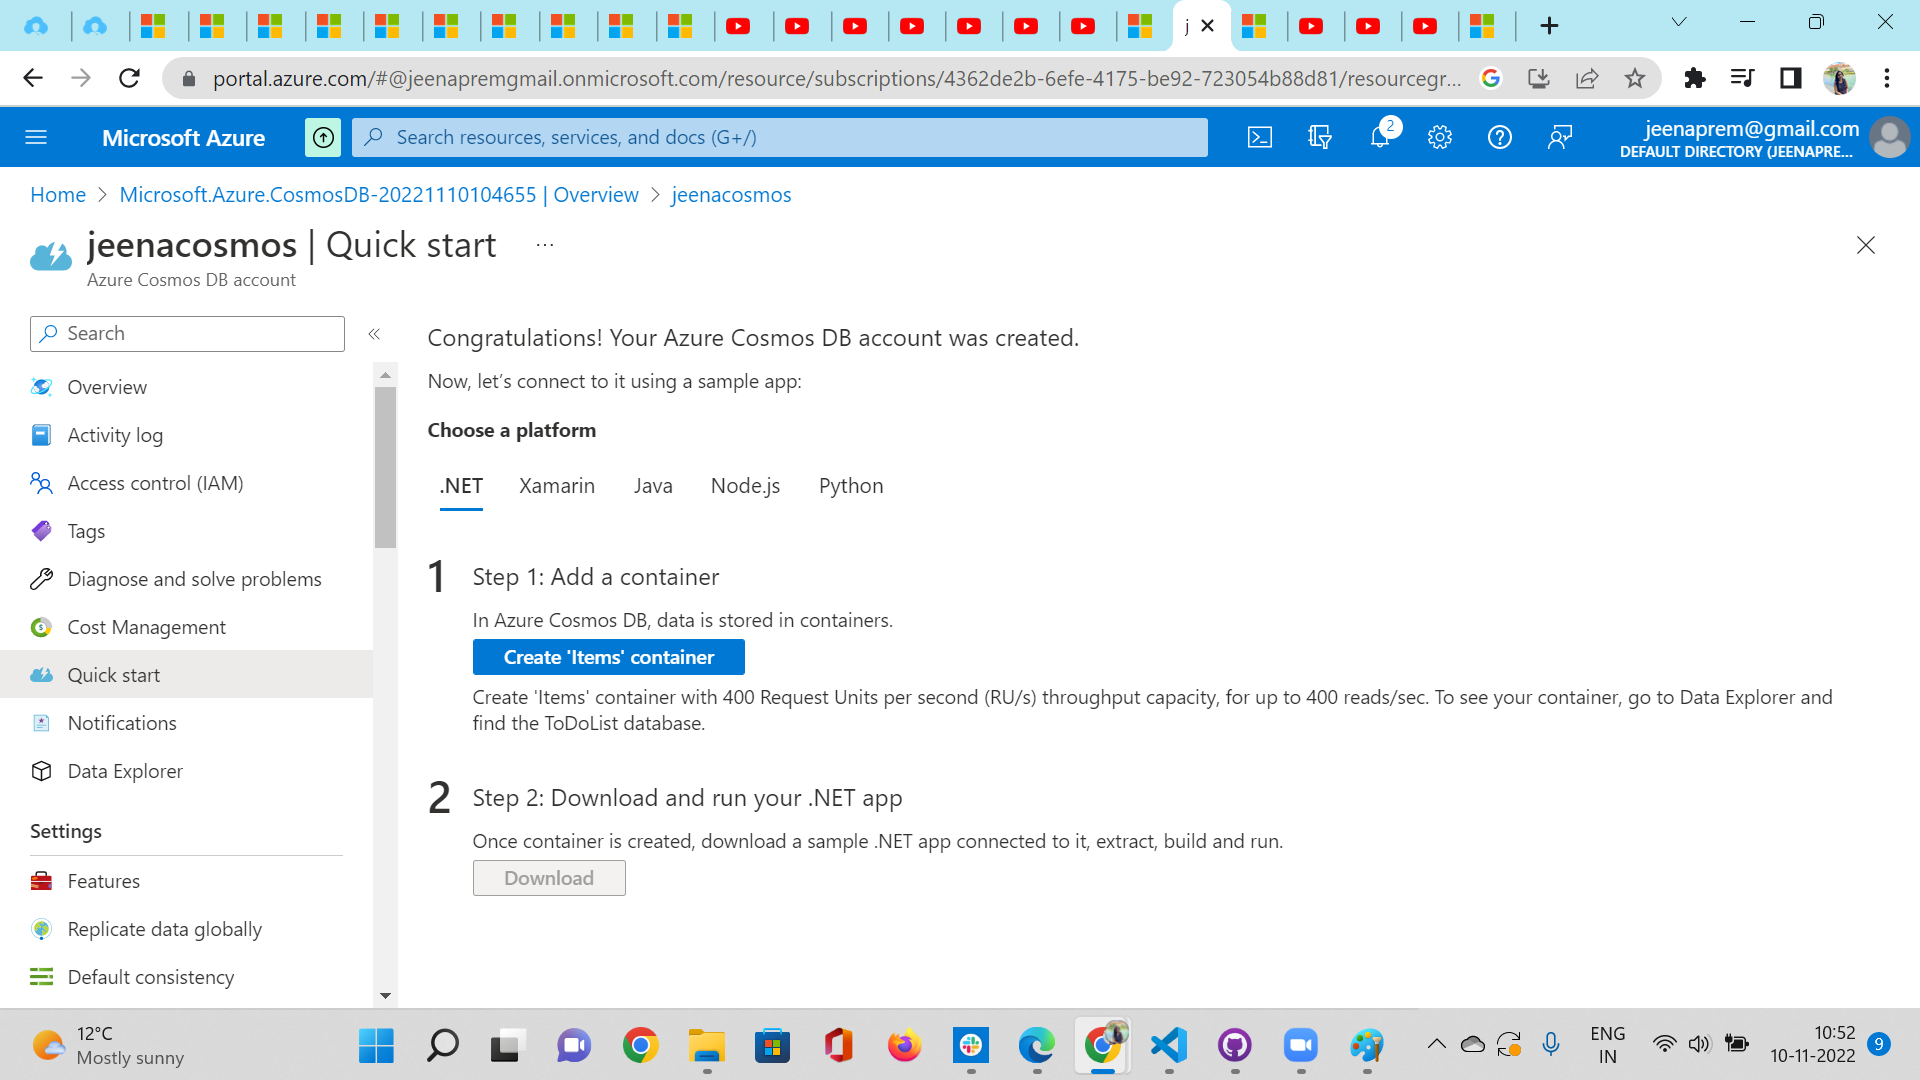 j
portal.azure.com/#@jeenapremgmail.onmicrosoft.com/resource/subscriptions/4362de2b-6efe-4175-be92-723054b88d81/resourcegr...
Microsoft Azure
Search resources, services, and docs (G+/)
2
jeenaprem@gmail.com
DEFAULT DIRECTORY (JEENAPRE...
Home > Microsoft.Azure.CosmosDB-20221110104655 | Overview > jeenacosmos
jeenacosmos | Quick start ...
Azure Cosmos DB account
Search
Overview
Activity log
Access control (IAM)
Tags
Diagnose and solve problems
Cost Management
Quick start
Notifications
Data Explorer
Settings
Features
Replicate data globally
Default consistency
Congratulations! Your Azure Cosmos DB account was created.
Now, let’s connect to it using a sample app:
Choose a platform
.NET Xamarin Java Node.js Python
1 Step 1: Add a container
In Azure Cosmos DB, data is stored in containers.
Create 'Items' container
Create 'Items' container with 400 Request Units per second (RU/s) throughput capacity, for up to 400 reads/sec. To see your container, go to Data Explorer and
find the ToDoList database.
2 Step 2: Download and run your .NET app
Once container is created, download a sample .NET app connected to it, extract, build and run.
Download
12°C
Mostly sunny
ENG
IN
10:52
10-11-2022
9